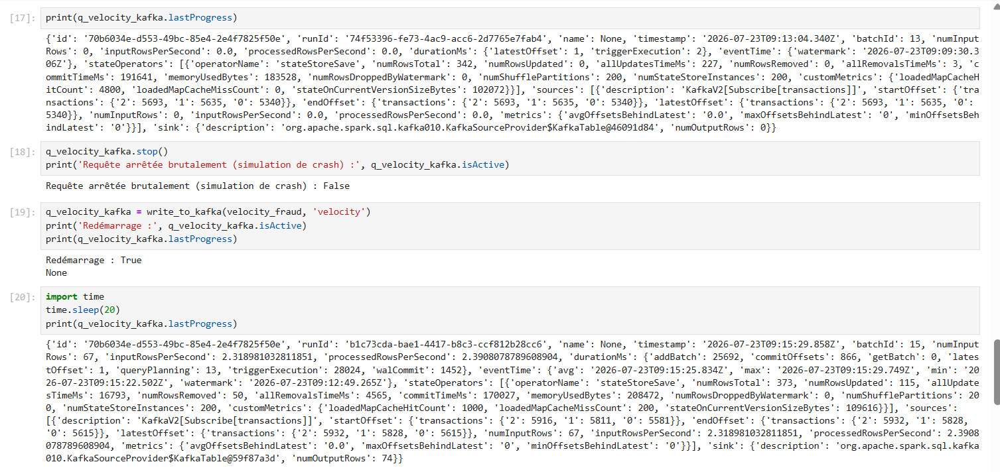 [17]: print(q_velocity_kafka.lastProgress)
{'id': '70b6034e-d553-49bc-85e4-2e4f7825f50e', 'runId': '74f53396-fe73-4ac9-acc6-2d7765e7fab4', 'name': None, 'timestamp': '2026-07-23T09:13:04.340Z', 'batchId': 13, 'numInput
Rows': 0, 'inputRowsPerSecond': 0.0, 'processedRowsPerSecond': 0.0, 'durationMs': {'latestOffset': 1, 'triggerExecution': 2}, 'eventTime': {'watermark': '2026-07-23T09:09:30.3
06Z'}, 'stateOperators': [{'operatorName': 'stateStoreSave', 'numRowsTotal': 342, 'numRowsUpdated': 0, 'allUpdatesTimeMs': 227, 'numRowsRemoved': 0, 'allRemovalsTimeMs': 3, 'c
ommitTimeMs': 191641, 'memoryUsedBytes': 183528, 'numRowsDroppedByWatermark': 0, 'numShufflePartitions': 200, 'numStateStoreInstances': 200, 'customMetrics': {'loadedMapCacheH
itCount': 4800, 'loadedMapCacheMissCount': 0, 'stateOnCurrentVersionSizeBytes': 102072}}], 'sources': [{'description': 'KafkaV2[Subscribe[transactions]]', 'startOffset': {'tra
nsactions': {'2': 5693, '1': 5635, '0': 5340}}, 'endOffset': {'transactions': {'2': 5693, '1': 5635, '0': 5340}}, 'latestOffset': {'transactions': {'2': 5693, '1': 5635, '0':
5340}}, 'numInputRows': 0, 'inputRowsPerSecond': 0.0, 'processedRowsPerSecond': 0.0, 'metrics': {'avgOffsetsBehindLatest': '0.0', 'maxOffsetsBehindLatest': '0', 'minOffsetsBeh
indLatest': '0'}}], 'sink': {'description': 'org.apache.spark.sql.kafka010.KafkaSourceProvider$KafkaTable@46091d84', 'numOutputRows': 0}}
[18]: q_velocity_kafka.stop()
print('Requête arrêtée brutalement (simulation de crash) :', q_velocity_kafka.isActive)
Requête arrêtée brutalement (simulation de crash) : False
[19]: q_velocity_kafka = write_to_kafka(velocity_fraud, 'velocity')
print('Redémarrage :', q_velocity_kafka.isActive)
print(q_velocity_kafka.lastProgress)
Redémarrage : True
None
[20]: import time
time.sleep(20)
print(q_velocity_kafka.lastProgress)
{'id': '70b6034e-d553-49bc-85e4-2e4f7825f50e', 'runId': 'b1c73cda-bae1-4417-b8c3-ccf812b28cc6', 'name': None, 'timestamp': '2026-07-23T09:15:29.858Z', 'batchId': 15, 'numInput
Rows': 67, 'inputRowsPerSecond': 2.318981032811851, 'processedRowsPerSecond': 2.3908078789608904, 'durationMs': {'addBatch': 25692, 'commitOffsets': 866, 'getBatch': 0, 'lates
tOffset': 1, 'queryPlanning': 13, 'triggerExecution': 28024, 'walCommit': 1452}, 'eventTime': {'avg': '2026-07-23T09:15:25.834Z', 'max': '2026-07-23T09:15:29.749Z', 'min': '20
26-07-23T09:15:22.502Z', 'watermark': '2026-07-23T09:12:49.265Z'}, 'stateOperators': [{'operatorName': 'stateStoreSave', 'numRowsTotal': 373, 'numRowsUpdated': 115, 'allUpdate
sTimeMs': 16793, 'numRowsRemoved': 50, 'allRemovalsTimeMs': 4565, 'commitTimeMs': 170027, 'memoryUsedBytes': 208472, 'numRowsDroppedByWatermark': 0, 'numShufflePartitions': 20
0, 'numStateStoreInstances': 200, 'customMetrics': {'loadedMapCacheHitCount': 1000, 'loadedMapCacheMissCount': 200, 'stateOnCurrentVersionSizeBytes': 109616}}], 'sources':
[{'description': 'KafkaV2[Subscribe[transactions]]', 'startOffset': {'transactions': {'2': 5916, '1': 5811, '0': 5581}}, 'endOffset': {'transactions': {'2': 5932, '1': 5828,
'0': 5615}}, 'latestOffset': {'transactions': {'2': 5932, '1': 5828, '0': 5615}}, 'numInputRows': 67, 'inputRowsPerSecond': 2.318981032811851, 'processedRowsPerSecond': 2.3908
078789608904, 'metrics': {'avgOffsetsBehindLatest': '0.0', 'maxOffsetsBehindLatest': '0', 'minOffsetsBehindLatest': '0'}}], 'sink': {'description': 'org.apache.spark.sql.kafka
010.KafkaSourceProvider$KafkaTable@59f87a3d', 'numOutputRows': 74}}